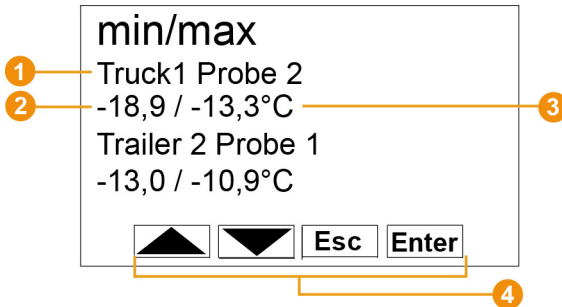 min/max
1 Truck1 Probe 2
2 -18,9 / -13,3°C 3
Trailer 2 Probe 1
-13,0 / -10,9°C
Esc Enter
4